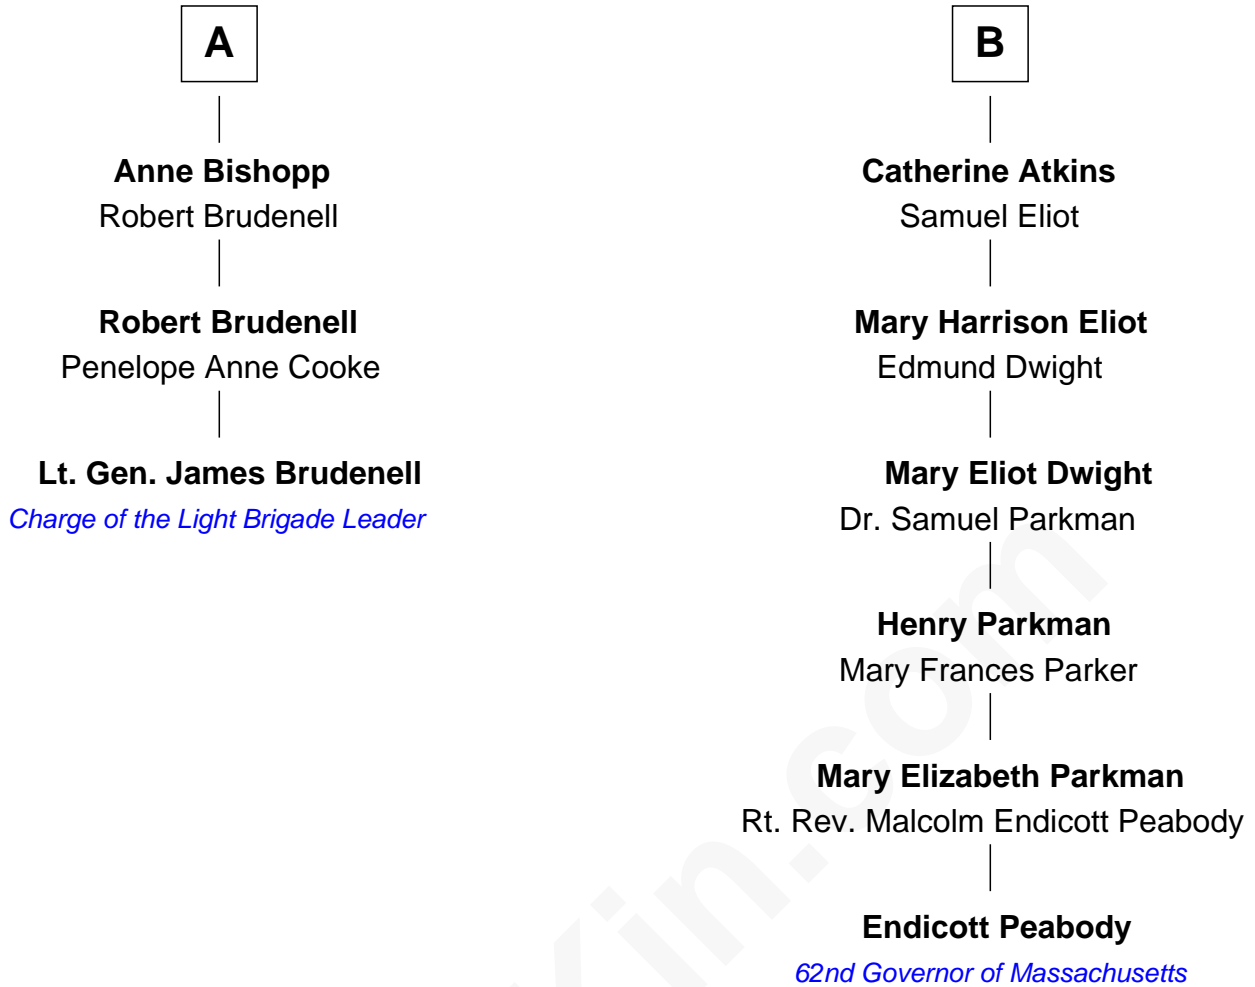 A
Anne Bishopp
Robert Brudenell
Robert Brudenell
Penelope Anne Cooke
Lt. Gen. James Brudenell
Charge of the Light Brigade Leader
B
Catherine Atkins
Samuel Eliot
Mary Harrison Eliot
Edmund Dwight
Mary Eliot Dwight
Dr. Samuel Parkman
Henry Parkman
Mary Frances Parker
Mary Elizabeth Parkman
Rt. Rev. Malcolm Endicott Peabody
Endicott Peabody
62nd Governor of Massachusetts